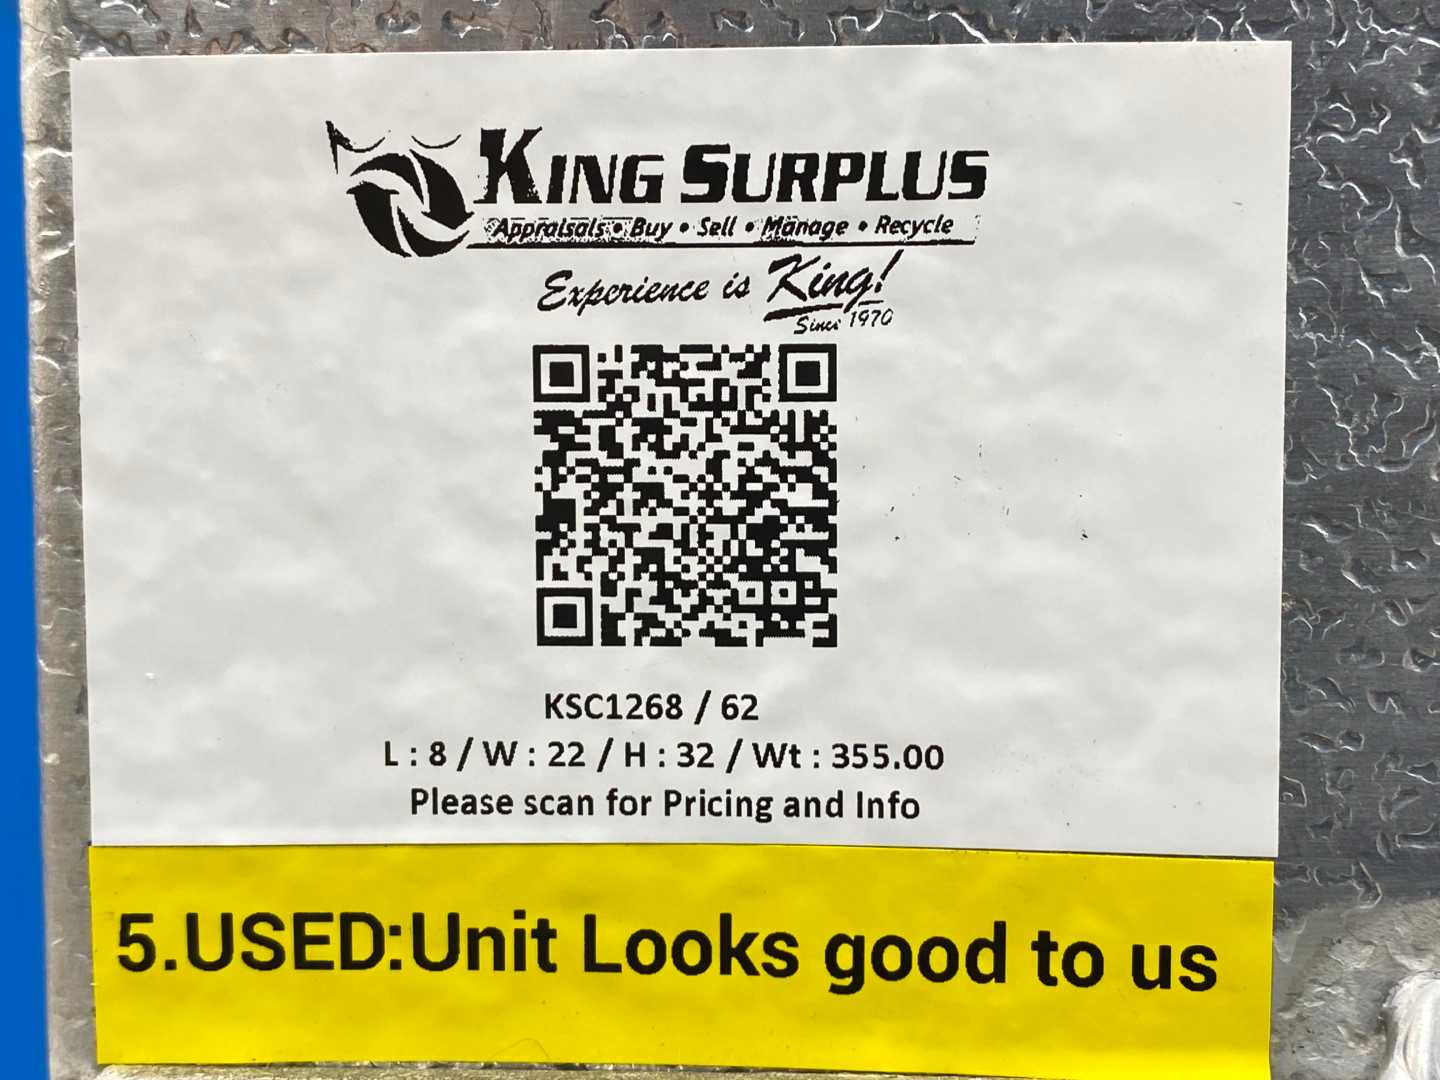 KING SURPLUS
Appraisals • Buy • Sell • Manage • Recycle
Experience is King!
Since 1970
KSC1268 / 62
L : 8 / W : 22 / H : 32 / Wt : 355.00
Please scan for Pricing and Info
5.USED:Unit Looks good to us